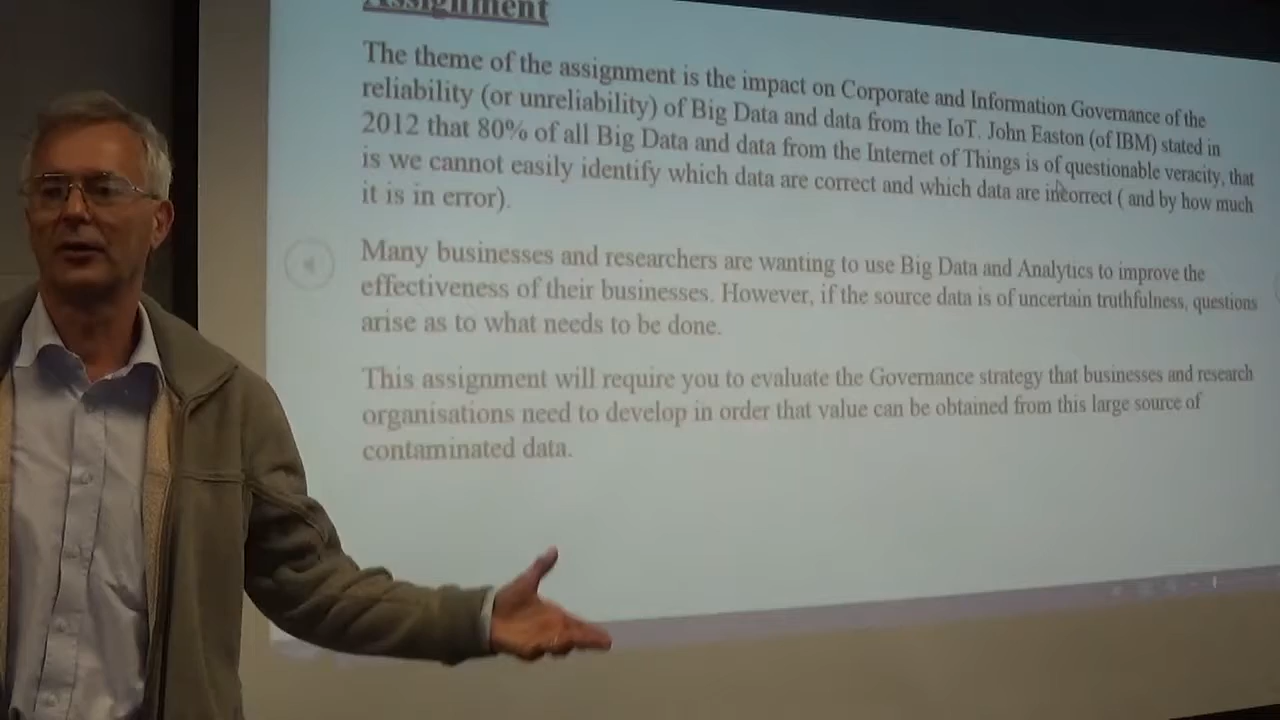 Assignment
The theme of the assignment is the impact on Corporate and Information Governance of the
reliability (or unreliability) of Big Data and data from the IoT. John Easton (of IBM) stated in
2012 that 80% of all Big Data and data from the Internet of Things is of questionable veracity, that
is we cannot easily identify which data are correct and which data are incorrect ( and by how much
it is in error).
Many businesses and researchers are wanting to use Big Data and Analytics to improve the
effectiveness of their businesses. However, if the source data is of uncertain truthfulness, questions
arise as to what needs to be done.
This assignment will require you to evaluate the Governance strategy that businesses and research
organisations need to develop in order that value can be obtained from this large source of
contaminated data.